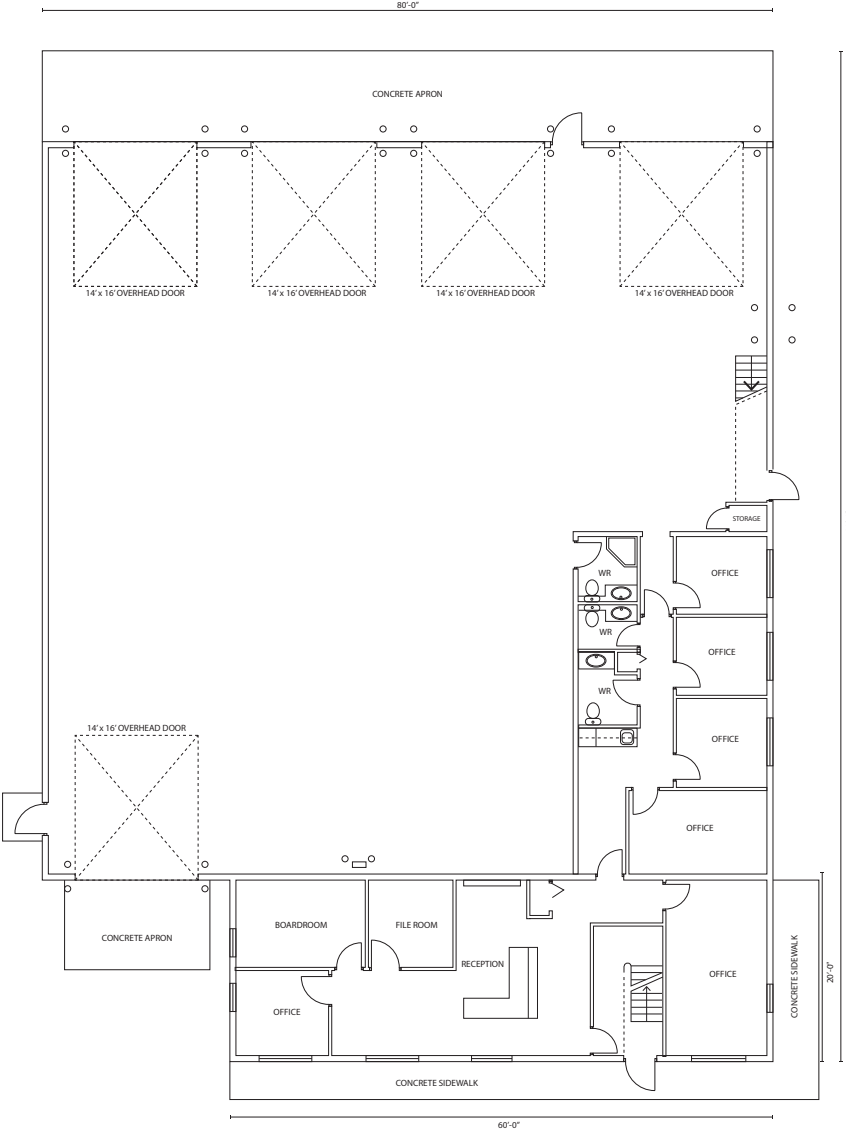 80'-0"
CONCRETE APRON
14' x 16' OVERHEAD DOOR
14' x 16' OVERHEAD DOOR
14' x 16' OVERHEAD DOOR
14' x 16' OVERHEAD DOOR
STORAGE
WR
OFFICE
WR
OFFICE
WR
OFFICE
14' x 16' OVERHEAD DOOR
OFFICE
BOARDROOM
FILE ROOM
CONCRETE APRON
RECEPTION
OFFICE
CONCRETE SIDEWALK
20'-0"
OFFICE
CONCRETE SIDEWALK
60'-0"